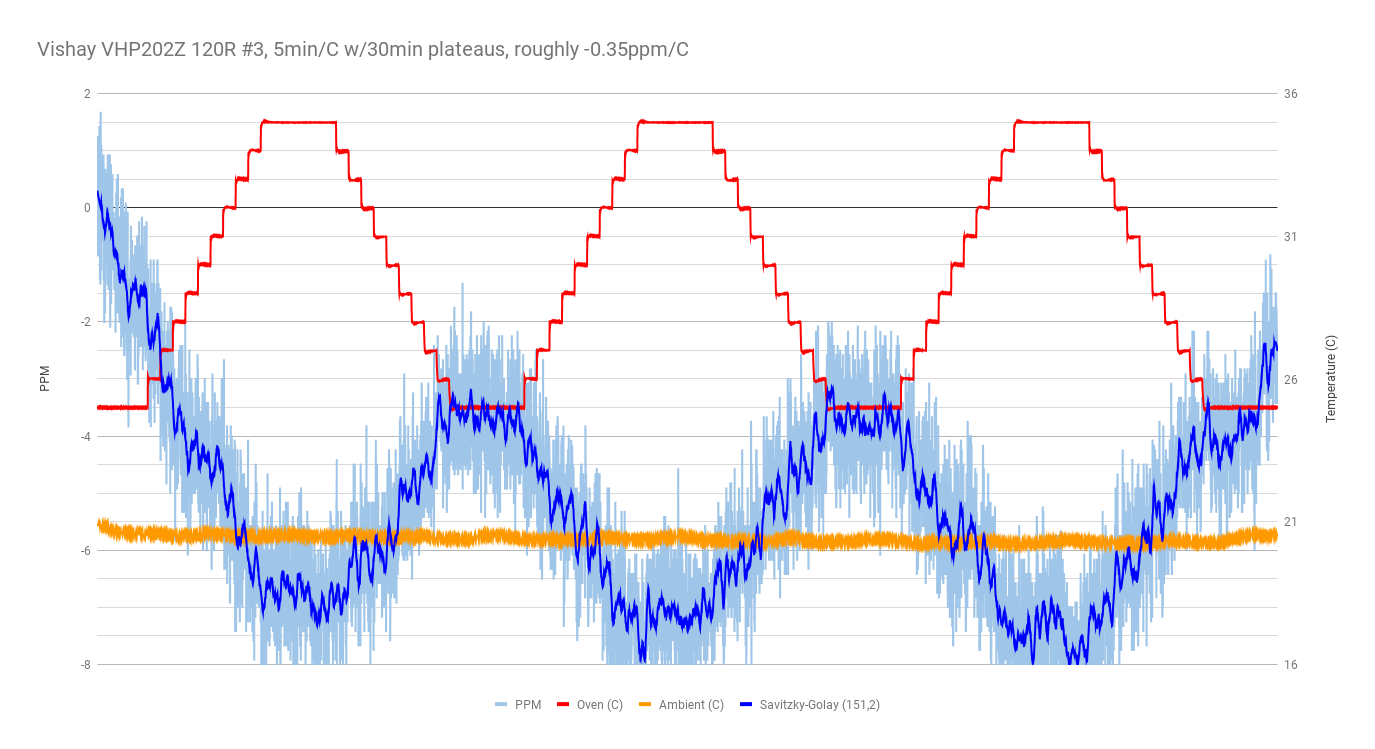 Vishay VHP202Z 120R #3, 5min/C w/30min plateaus, roughly -0.35ppm/C
2
0
-2
-4
-6
-8
PPM
36
31
26
21
16
Temperature (C)
PPM
Oven (C)
Ambient (C)
Savitzky-Golay (151,2)